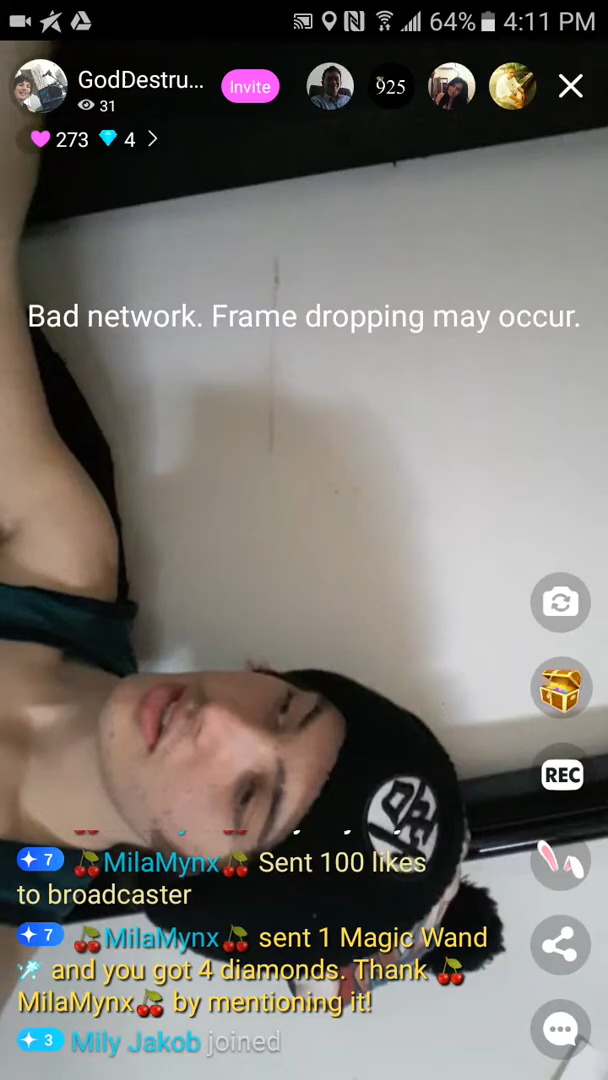 64% 4:11 PM
GodDestru... Invite 925
31
273 4
Bad network. Frame dropping may occur.
REC
7 MilaMynx Sent 100 likes
to broadcaster
7 MilaMynx sent 1 Magic Wand
and you got 4 diamonds. Thank
MilaMynx by mentioning it!
3 Mily Jakob joined